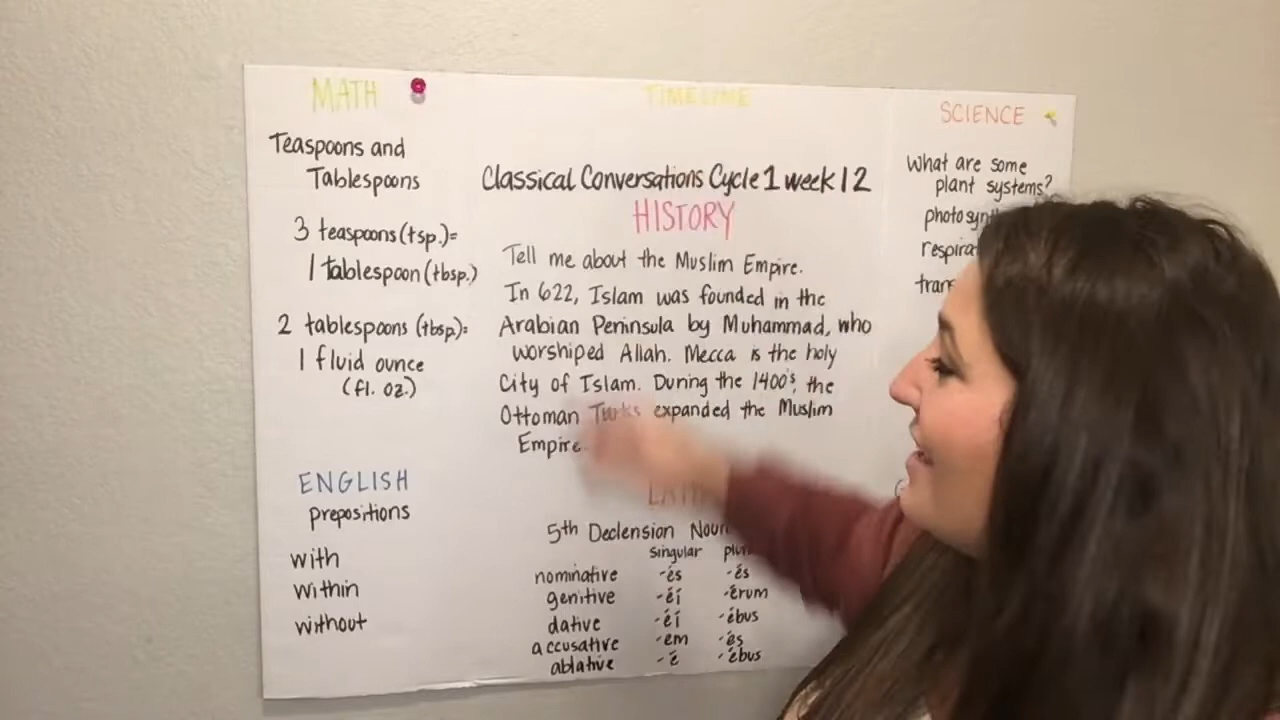 MATH
Teaspoons and
Tablespoons
3 teaspoons (tsp.)=
1 tablespoon (tbsp.)
2 tablespoons (tbsp.)=
1 fluid ounce
(fl. oz.)
ENGLISH
prepositions
with
within
without
TIMELINE
Classical Conversations Cycle 1 week 12
HISTORY
Tell me about the Muslim Empire.
In 622, Islam was founded in the
Arabian Peninsula by Muhammad, who
worshiped Allah. Mecca is the holy
City of Islam. During the 1400's, the
Ottoman Turks expanded the Muslim
Empire.
5th Declension
singular
nominative -ēs -ēs
genitive -ēī -ērum
dative -ēī -ēbus
accusative -em -ēs
ablative -ē -ēbus
SCIENCE
What are some
plant systems?